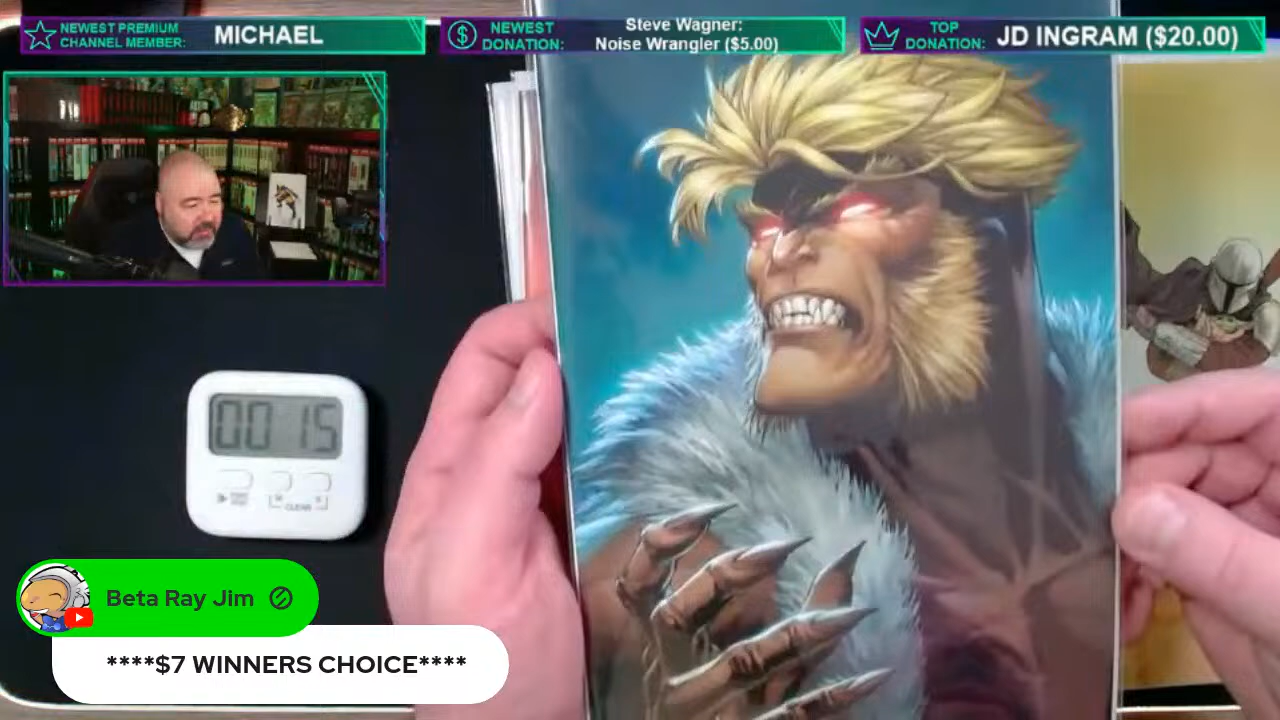 NEWEST PREMIUM
CHANNEL MEMBER:
MICHAEL
NEWEST
DONATION:
Steve Wagner:
Noise Wrangler ($5.00)
TOP
DONATION:
JD INGRAM ($20.00)
00 15
CLEAR
Beta Ray Jim
****$7 WINNERS CHOICE****